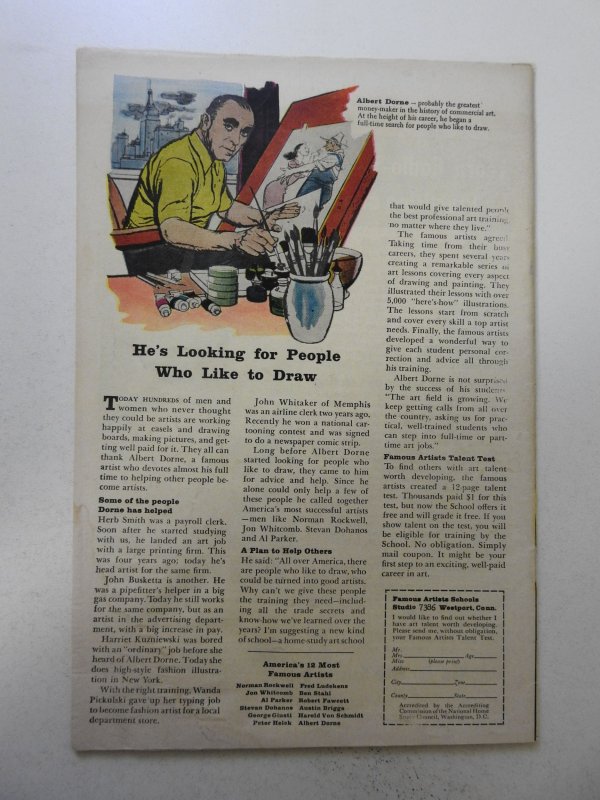 Albert Dorne — probably the greatest
money-maker in the history of commercial art.
At the height of his career, he began a
full-time search for people who like to draw.
He's Looking for People
Who Like to Draw
TODAY HUNDREDS of men and
women who never thought
they could be artists are working
happily at easels and drawing
boards, making pictures, and get-
ting well paid for it. They all can
thank Albert Dorne, a famous
artist who devotes almost his full
time to helping other people be-
come artists.
Some of the people
Dorne has helped
Herb Smith was a payroll clerk.
Soon after he started studying
with us, he landed an art job
with a large printing firm. This
was four years ago; today he's
head artist for the same firm.
John Busketta is another. He
was a pipefitter's helper in a big
gas company. Today he still works
for the same company, but as an
artist in the advertising depart-
ment, with a big increase in pay.
Harriet Kuzniewski was bored
with an "ordinary" job before she
heard of Albert Dorne. Today she
does high-style fashion illustra-
tion in New York.
With the right training, Wanda
Pickulski gave up her typing job
to become fashion artist for a local
department store.
John Whitaker of Memphis
was an airline clerk two years ago.
Recently he won a national car-
tooning contest and was signed
to do a newspaper comic strip.
Long before Albert Dorne
started looking for people who
like to draw, they came to him
for advice and help. Since he
alone could only help a few of
these people he called together
America's most successful artists
—men like Norman Rockwell,
Jon Whitcomb, Stevan Dohanos
and Al Parker.
A Plan to Help Others
He said: "All over America, there
are people who like to draw, who
could be turned into good artists.
Why can't we give these people
the training they need—includ-
ing all the trade secrets and
know-how we've learned over the
years? I'm suggesting a new kind
of school—a home-study art school
America's 12 Most
Famous Artists
Norman Rockwell Fred Ludekens
Jon Whitcomb Ben Stahl
Al Parker Robert Fawcett
Stevan Dohanos Austin Briggs
George Giusti Harold Von Schmidt
Peter Helck Albert Dorne
that would give talented people
the best professional art training,
no matter where they live."
The famous artists agreed.
Taking time from their busy
careers, they spent several years
creating a remarkable series of
art lessons covering every aspect
of drawing and painting. They
illustrated their lessons with over
5,000 "here's-how" illustrations.
The lessons start from scratch
and cover every skill a top artist
needs. Finally, the famous artists
developed a wonderful way to
give each student personal cor-
rection and advice all through
his training.
Albert Dorne is not surprised
by the success of his students.
"The art field is growing. We
keep getting calls from all over
the country, asking us for prac-
tical, well-trained students who
can step into full-time or part-
time art jobs."
Famous Artists Talent Test
To find others with art talent
worth developing, the famous
artists created a 12-page talent
test. Thousands paid $1 for this
test, but now the School offers it
free and will grade it free. If you
show talent on the test, you will
be eligible for training by the
School. No obligation. Simply
mail coupon. It might be your
first step to an exciting, well-paid
career in art.
Famous Artists Schools
Studio 7386 Westport, Conn.
I would like to find out whether I
have art talent worth developing.
Please send me, without obligation,
your Famous Artists Talent Test.
Mr.
Mrs. Age
Miss (please print)
Address
City Zone
County State
Accredited by the Accrediting
Commission of the National Home
Study Council, Washington, D.C.